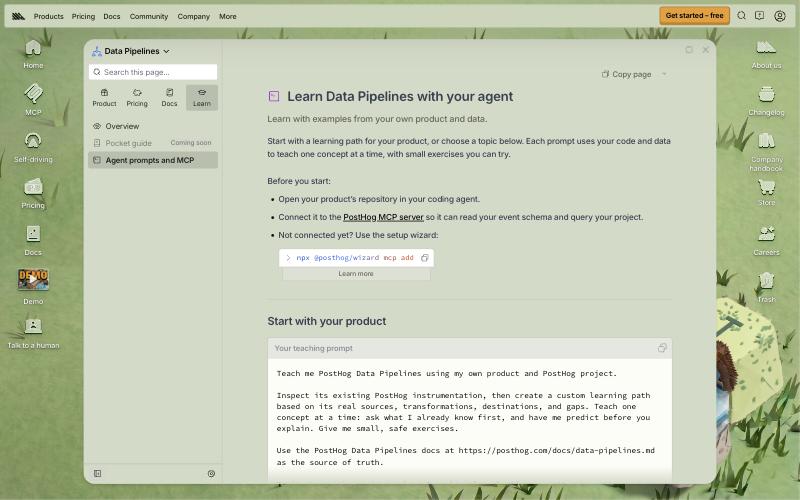 Products Pricing Docs Community Company More
Get started – free
Home
MCP
Self-driving
Pricing
Docs
DEMO
Demo
Talk to a human
Data Pipelines
Search this page...
Product Pricing Docs Learn
Overview
Pocket guide Coming soon
Agent prompts and MCP
Copy page
Learn Data Pipelines with your agent
Learn with examples from your own product and data.
Start with a learning path for your product, or choose a topic below. Each prompt uses your code and data
to teach one concept at a time, with small exercises you can try.
Before you start:
• Open your product's repository in your coding agent.
• Connect it to the PostHog MCP server so it can read your event schema and query your project.
• Not connected yet? Use the setup wizard:
npx @posthog/wizard mcp add
Learn more
Start with your product
Your teaching prompt
Teach me PostHog Data Pipelines using my own product and PostHog project.
Inspect its existing PostHog instrumentation, then create a custom learning path
based on its real sources, transformations, destinations, and gaps. Teach one
concept at a time: ask what I already know first, and have me predict before you
explain. Give me small, safe exercises.
Use the PostHog Data Pipelines docs at https://posthog.com/docs/data-pipelines.md
as the source of truth.
About us
Changelog
Company
handbook
Store
Careers
Trash